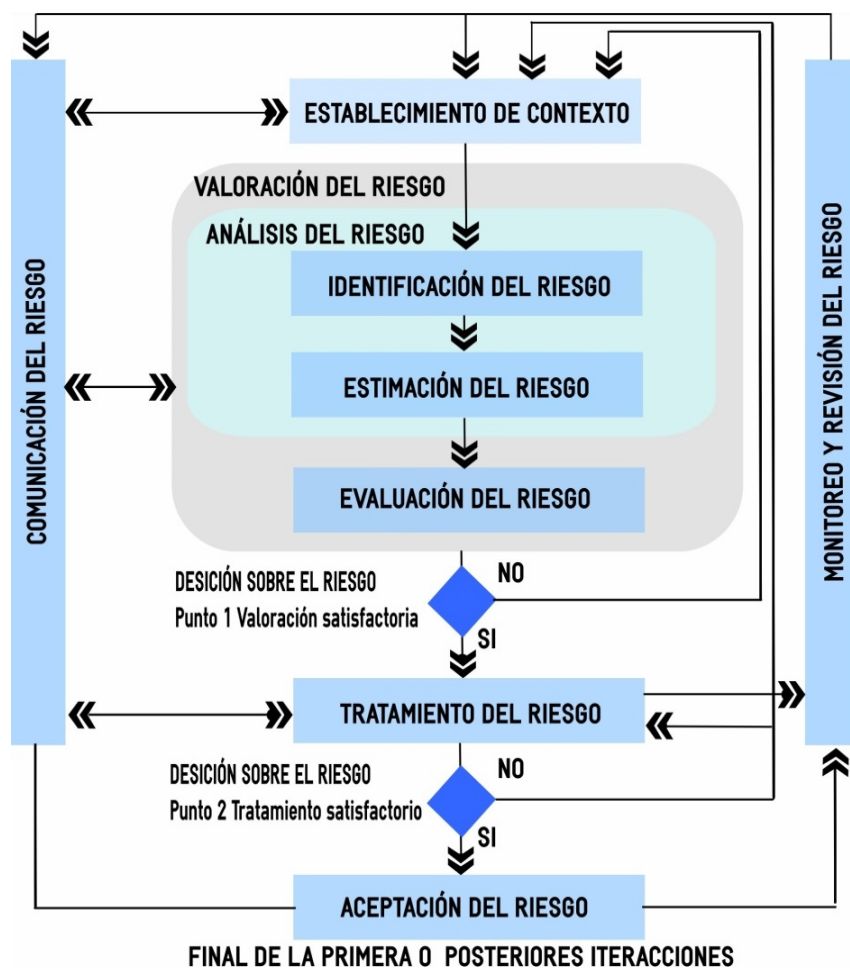 ESTABLECIMIENTO DE CONTEXTO
VALORACIÓN DEL RIESGO
ANÁLISIS DEL RIESGO
IDENTIFICACIÓN DEL RIESGO
ESTIMACIÓN DEL RIESGO
EVALUACIÓN DEL RIESGO
COMUNICACIÓN DEL RIESGO
MONITOREO Y REVISIÓN DEL RIESGO
DESICIÓN SOBRE EL RIESGO
Punto 1 Valoración satisfactoria
NO
SI
TRATAMIENTO DEL RIESGO
DESICIÓN SOBRE EL RIESGO
Punto 2 Tratamiento satisfactorio
NO
SI
ACEPTACIÓN DEL RIESGO
FINAL DE LA PRIMERA O POSTERIORES ITERACCIONES